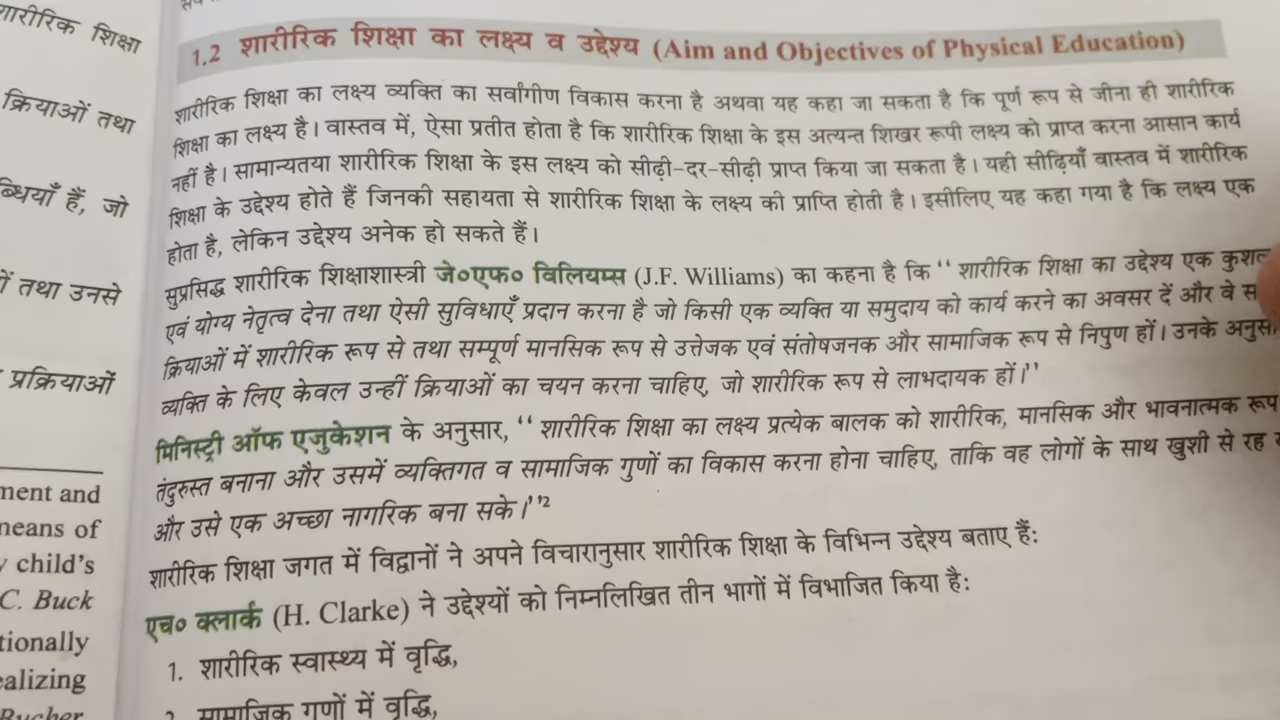 शारीरिक शिक्षा
क्रियाओं तथा
ब्धियाँ हैं, जो
तथा उनसे
प्रक्रियाओं
ment and
means of
child's
C. Buck
tionally
ealizing
Bucher
1.2 शारीरिक शिक्षा का लक्ष्य व उद्देश्य (Aim and Objectives of Physical Education)
शारीरिक शिक्षा का लक्ष्य व्यक्ति का सर्वांगीण विकास करना है अथवा यह कहा जा सकता है कि पूर्ण रूप से जीना ही शारीरिक
शिक्षा का लक्ष्य है। वास्तव में, ऐसा प्रतीत होता है कि शारीरिक शिक्षा के इस अत्यन्त शिखर रूपी लक्ष्य को प्राप्त करना आसान कार्य
नहीं है। सामान्यतया शारीरिक शिक्षा के इस लक्ष्य को सीढ़ी-दर-सीढ़ी प्राप्त किया जा सकता है। यही सीढ़ियाँ वास्तव में शारीरिक
शिक्षा के उद्देश्य होते हैं जिनकी सहायता से शारीरिक शिक्षा के लक्ष्य की प्राप्ति होती है। इसीलिए यह कहा गया है कि लक्ष्य एक
होता है, लेकिन उद्देश्य अनेक हो सकते हैं।
सुप्रसिद्ध शारीरिक शिक्षाशास्त्री जे०एफ० विलियम्स (J.F. Williams) का कहना है कि ‘‘शारीरिक शिक्षा का उद्देश्य एक कुशल
एवं योग्य नेतृत्व देना तथा ऐसी सुविधाएँ प्रदान करना है जो किसी एक व्यक्ति या समुदाय को कार्य करने का अवसर दें और वे
क्रियाओं में शारीरिक रूप से तथा सम्पूर्ण मानसिक रूप से उत्तेजक एवं संतोषजनक और सामाजिक रूप से निपुण हों। उनके
व्यक्ति के लिए केवल उन्हीं क्रियाओं का चयन करना चाहिए, जो शारीरिक रूप से लाभदायक हों।’’
मिनिस्ट्री ऑफ एजुकेशन के अनुसार, ‘‘शारीरिक शिक्षा का लक्ष्य प्रत्येक बालक को शारीरिक, मानसिक और भावनात्मक रूप
तंदुरुस्त बनाना और उसमें व्यक्तिगत व सामाजिक गुणों का विकास करना होना चाहिए, ताकि वह लोगों के साथ खुशी से रह
और उसे एक अच्छा नागरिक बना सके।’’²
शारीरिक शिक्षा जगत में विद्वानों ने अपने विचारानुसार शारीरिक शिक्षा के विभिन्न उद्देश्य बताए हैं:
एच० क्लार्क (H. Clarke) ने उद्देश्यों को निम्नलिखित तीन भागों में विभाजित किया है:
1. शारीरिक स्वास्थ्य में वृद्धि,
2. सामाजिक गुणों में वृद्धि,